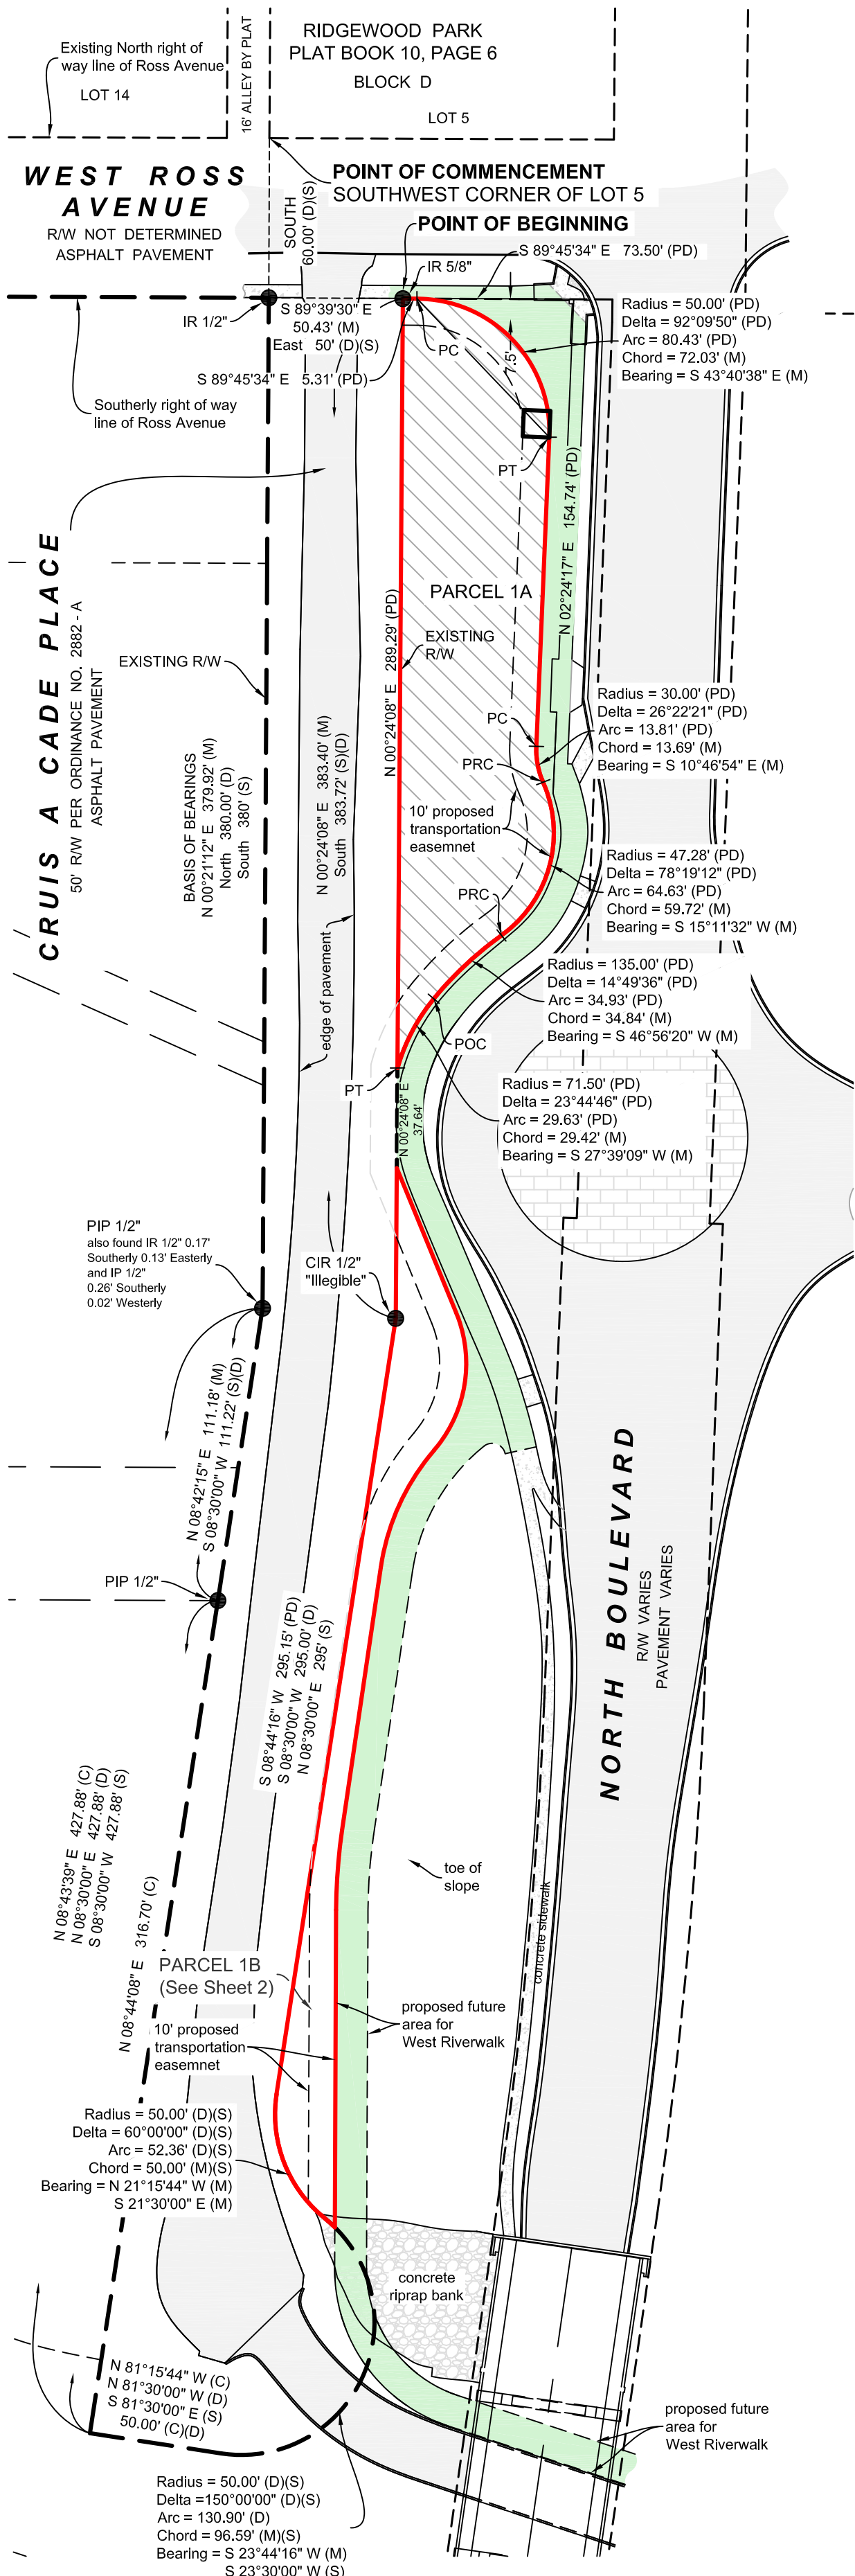 RIDGEWOOD PARK
PLAT BOOK 10, PAGE 6
BLOCK D
LOT 5
Existing North right of
way line of Ross Avenue
LOT 14
16' ALLEY BY PLAT
WEST ROSS
AVENUE
R/W NOT DETERMINED
ASPHALT PAVEMENT
POINT OF COMMENCEMENT
SOUTHWEST CORNER OF LOT 5
SOUTH
60.00' (D)(S)
POINT OF BEGINNING
S 89°45'34" E 73.50' (PD)
IR 5/8"
IR 1/2"
S 89°39'30" E
50.43' (M)
East 50' (D)(S)
PC
7.5'
Radius = 50.00' (PD)
Delta = 92°09'50" (PD)
Arc = 80.43' (PD)
Chord = 72.03' (M)
Bearing = S 43°40'38" E (M)
S 89°45'34" E 5.31' (PD)
Southerly right of way
line of Ross Avenue
PT
N 02°24'17" E 154.74' (PD)
CRUIS A CADE PLACE
50' R/W PER ORDINANCE NO. 2882 - A
ASPHALT PAVEMENT
PARCEL 1A
EXISTING
R/W
N 00°24'08" E 289.29' (PD)
EXISTING R/W
BASIS OF BEARINGS
N 00°21'12" E 379.92' (M)
North 380.00' (D)
South 380' (S)
N 00°24'08" E 383.40' (M)
South 383.72' (S)(D)
PC
PRC
Radius = 30.00' (PD)
Delta = 26°22'21" (PD)
Arc = 13.81' (PD)
Chord = 13.69' (M)
Bearing = S 10°46'54" E (M)
10' proposed
transportation
easemnet
Radius = 47.28' (PD)
Delta = 78°19'12" (PD)
Arc = 64.63' (PD)
Chord = 59.72' (M)
Bearing = S 15°11'32" W (M)
PRC
edge of pavement
Radius = 135.00' (PD)
Delta = 14°49'36" (PD)
Arc = 34.93' (PD)
Chord = 34.84' (M)
Bearing = S 46°56'20" W (M)
POC
PT
N 00°24'08" E
37.64'
Radius = 71.50' (PD)
Delta = 23°44'46" (PD)
Arc = 29.63' (PD)
Chord = 29.42' (M)
Bearing = S 27°39'09" W (M)
PIP 1/2"
also found IR 1/2" 0.17'
Southerly 0.13' Easterly
and IP 1/2"
0.26' Southerly
0.02' Westerly
CIR 1/2"
"Illegible"
N 08°42'15" E 111.18' (M)
S 08°30'00" W 111.22' (S)(D)
PIP 1/2"
NORTH BOULEVARD
R/W VARIES
PAVEMENT VARIES
S 08°44'16" W 295.15' (PD)
S 08°30'00" W 295.00' (D)
N 08°30'00" E 295' (S)
N 08°43'39" E 427.88' (C)
N 08°30'00" E 427.88' (D)
S 08°30'00" W 427.88' (S)
N 08°44'08" E 316.70' (C)
toe of
slope
concrete sidewalk
PARCEL 1B
(See Sheet 2)
proposed future
area for
West Riverwalk
10' proposed
transportation
easemnet
Radius = 50.00' (D)(S)
Delta = 60°00'00" (D)(S)
Arc = 52.36' (D)(S)
Chord = 50.00' (M)(S)
Bearing = N 21°15'44" W (M)
S 21°30'00" E (M)
concrete
riprap bank
N 81°15'44" W (C)
N 81°30'00" W (D)
S 81°30'00" E (S)
50.00' (C)(D)
proposed future
area for
West Riverwalk
Radius = 50.00' (D)(S)
Delta =150°00'00" (D)(S)
Arc = 130.90' (D)
Chord = 96.59' (M)(S)
Bearing = S 23°44'16" W (M)
S 23°30'00" W (S)